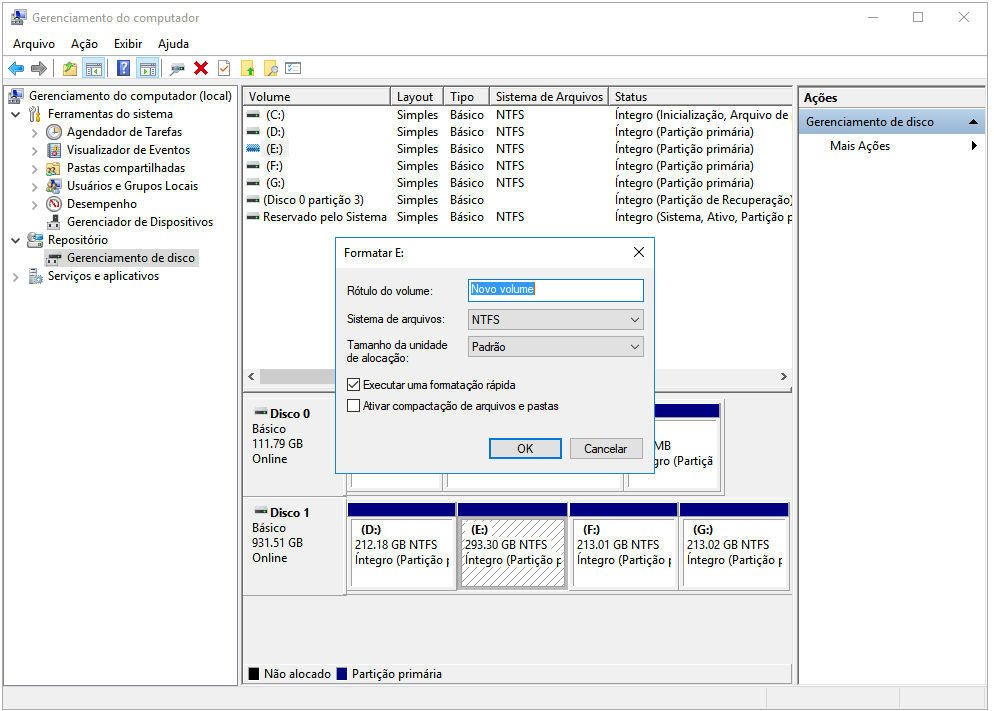 Gerenciamento do computador
Arquivo Ação Exibir Ajuda
Gerenciamento do computador (local)
Ferramentas do sistema
Agendador de Tarefas
Visualizador de Eventos
Pastas compartilhadas
Usuários e Grupos Locais
Desempenho
Gerenciador de Dispositivos
Repositório
Gerenciamento de disco
Serviços e aplicativos
Volume Layout Tipo Sistema de Arquivos Status
(C:) Simples Básico NTFS Íntegro (Inicialização, Arquivo de
(D:) Simples Básico NTFS Íntegro (Partição primária)
(E:) Simples Básico NTFS Íntegro (Partição primária)
(F:) Simples Básico NTFS Íntegro (Partição primária)
(G:) Simples Básico NTFS Íntegro (Partição primária)
(Disco 0 partição 3) Simples Básico Íntegro (Partição de Recuperação)
Reservado pelo Sistema Simples Básico NTFS Íntegro (Sistema, Ativo, Partição p
Formatar E:
Rótulo do volume: Novo volume
Sistema de arquivos: NTFS
Tamanho da unidade
de alocação: Padrão
Executar uma formatação rápida
Ativar compactação de arquivos e pastas
OK Cancelar
Disco 0
Básico
111.79 GB
Online
MB
gro (Partiçã
Disco 1
Básico
931.51 GB
Online
(D:)
212.18 GB NTFS
Íntegro (Partição p
(E:)
293.30 GB NTFS
Íntegro (Partição p
(F:)
213.01 GB NTFS
Íntegro (Partição p
(G:)
213.02 GB NTFS
Íntegro (Partição p
Não alocado Partição primária
Ações
Gerenciamento de disco
Mais Ações